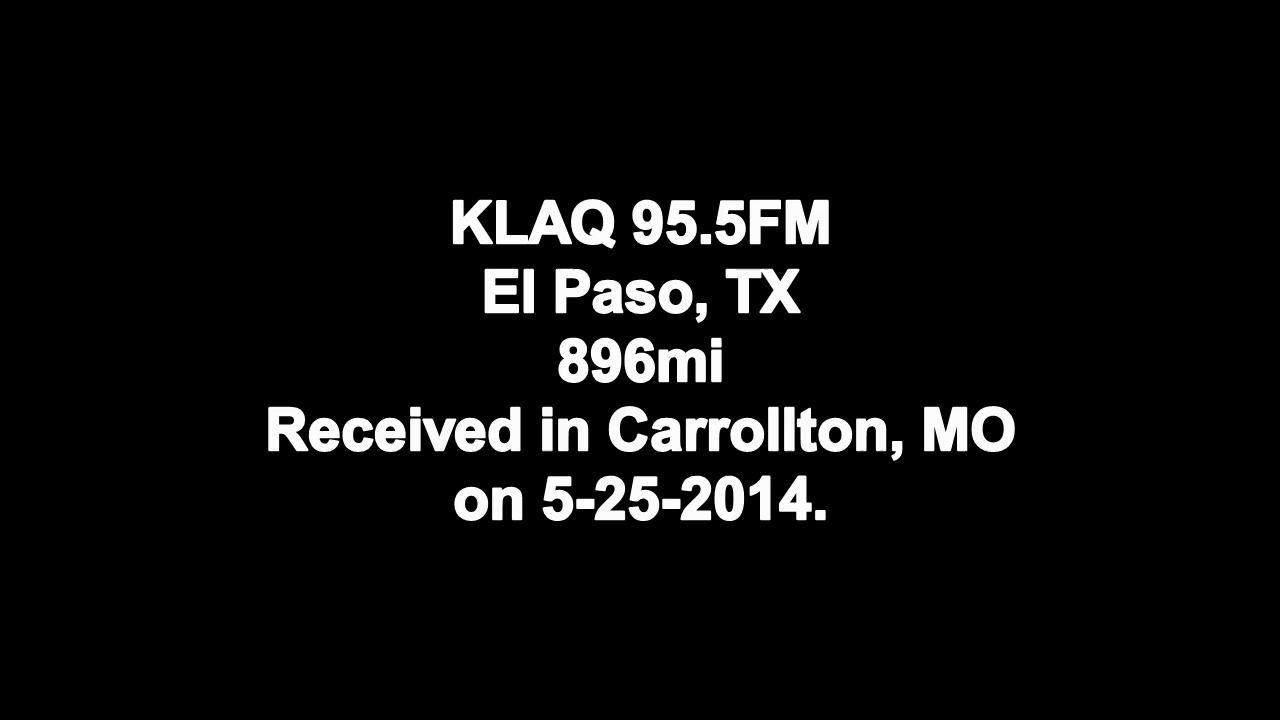 KLAQ 95.5FM
El Paso, TX
896mi
Received in Carrollton, MO
on 5-25-2014.